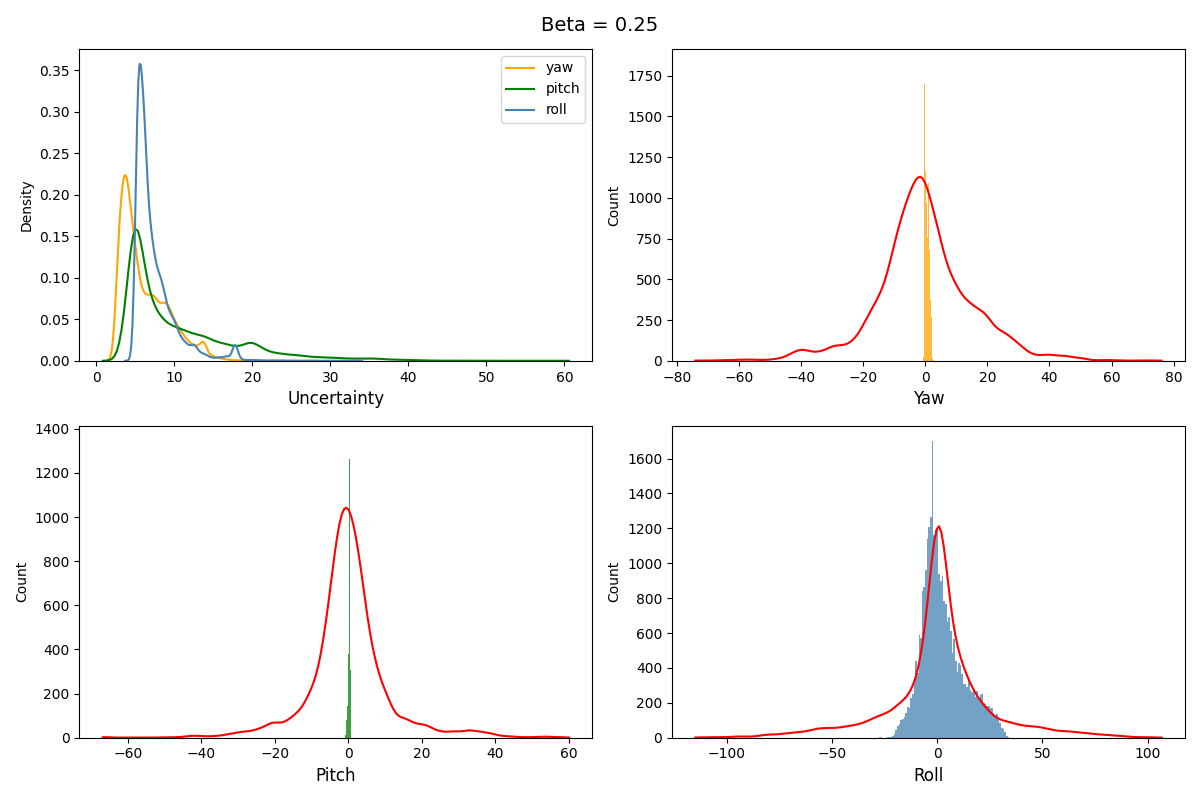 Beta = 0.25
0.35
0.30
0.25
0.20
0.15
0.10
0.05
0.00
Density
yaw
pitch
roll
0 10 20 30 40 50 60
Uncertainty
1750
1500
1250
1000
750
500
250
0
Count
−80 −60 −40 −20 0 20 40 60 80
Yaw
1400
1200
1000
800
600
400
200
0
Count
−60 −40 −20 0 20 40 60
Pitch
1600
1400
1200
1000
800
600
400
200
0
Count
−100 −50 0 50 100
Roll